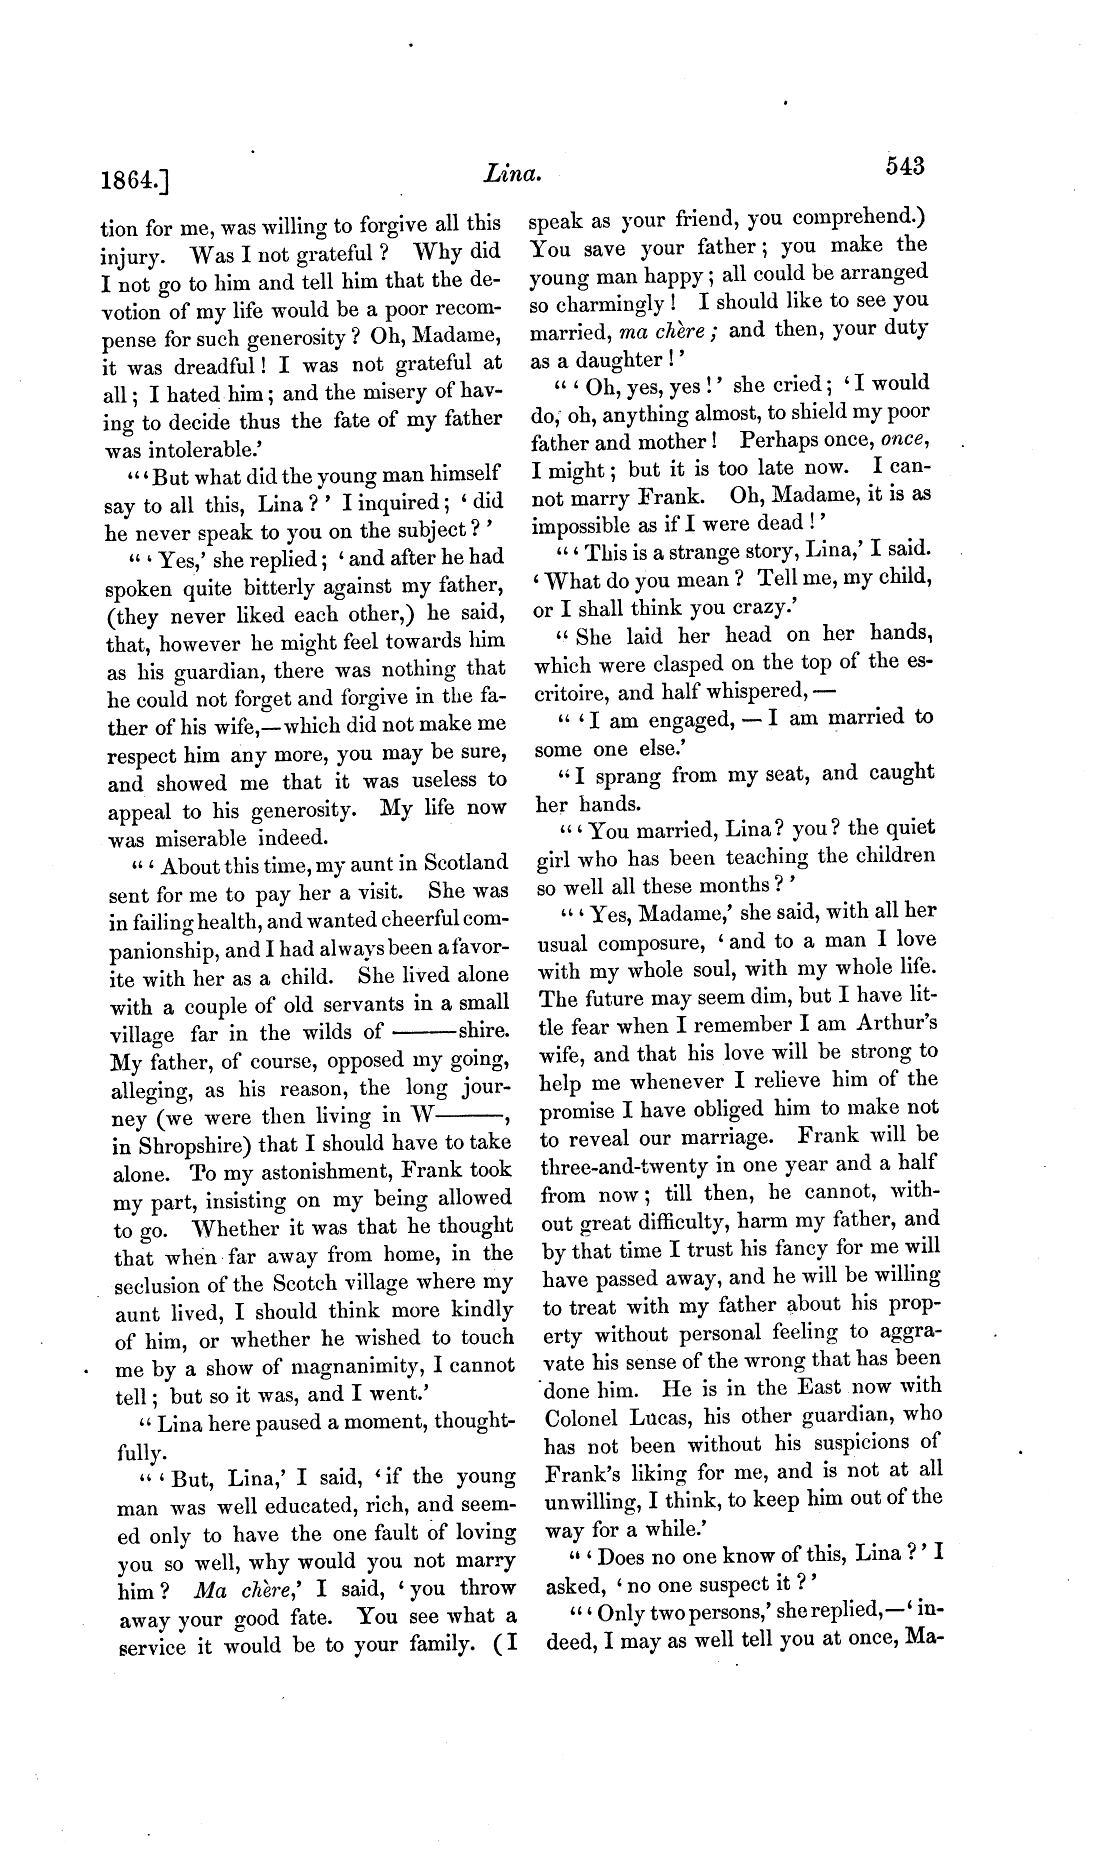 1864.] Lina. 543
tion for me, was willing to forgive all this
injury. Was I not grateful? Why did
I not go to him and tell him that the de-
votion of my life would be a poor recom-
pense for such generosity? Oh, Madame,
it was dreadful! I was not grateful at
all; I hated him; and the misery of hav-
ing to decide thus the fate of my father
was intolerable.’
“‘But what did the young man himself
say to all this, Lina?’ I inquired; ‘did
he never speak to you on the subject?’
“‘Yes,’ she replied; ‘and after he had
spoken quite bitterly against my father,
(they never liked each other,) he said,
that, however he might feel towards him
as his guardian, there was nothing that
he could not forget and forgive in the fa-
ther of his wife,—which did not make me
respect him any more, you may be sure,
and showed me that it was useless to
appeal to his generosity. My life now
was miserable indeed.
“‘About this time, my aunt in Scotland
sent for me to pay her a visit. She was
in failing health, and wanted cheerful com-
panionship, and I had always been a favor-
ite with her as a child. She lived alone
with a couple of old servants in a small
village far in the wilds of ——shire.
My father, of course, opposed my going,
alleging, as his reason, the long jour-
ney (we were then living in W——,
in Shropshire) that I should have to take
alone. To my astonishment, Frank took
my part, insisting on my being allowed
to go. Whether it was that he thought
that when far away from home, in the
seclusion of the Scotch village where my
aunt lived, I should think more kindly
of him, or whether he wished to touch
me by a show of magnanimity, I cannot
tell; but so it was, and I went.’
“Lina here paused a moment, thought-
fully.
“‘But, Lina,’ I said, ‘if the young
man was well educated, rich, and seem-
ed only to have the one fault of loving
you so well, why would you not marry
him? Ma chère,’ I said, ‘you throw
away your good fate. You see what a
service it would be to your family. (I
speak as your friend, you comprehend.)
You save your father; you make the
young man happy; all could be arranged
so charmingly! I should like to see you
married, ma chère; and then, your duty
as a daughter!’
“‘Oh, yes, yes!’ she cried; ‘I would
do, oh, anything almost, to shield my poor
father and mother! Perhaps once, once,
I might; but it is too late now. I can-
not marry Frank. Oh, Madame, it is as
impossible as if I were dead!’
“‘This is a strange story, Lina,’ I said.
‘What do you mean? Tell me, my child,
or I shall think you crazy.’
“She laid her head on her hands,
which were clasped on the top of the es-
critoire, and half whispered,—
“‘I am engaged,—I am married to
some one else.’
“I sprang from my seat, and caught
her hands.
“‘You married, Lina? you? the quiet
girl who has been teaching the children
so well all these months?’
“‘Yes, Madame,’ she said, with all her
usual composure, ‘and to a man I love
with my whole soul, with my whole life.
The future may seem dim, but I have lit-
tle fear when I remember I am Arthur’s
wife, and that his love will be strong to
help me whenever I relieve him of the
promise I have obliged him to make not
to reveal our marriage. Frank will be
three-and-twenty in one year and a half
from now; till then, he cannot, with-
out great difficulty, harm my father, and
by that time I trust his fancy for me will
have passed away, and he will be willing
to treat with my father about his prop-
erty without personal feeling to aggra-
vate his sense of the wrong that has been
done him. He is in the East now with
Colonel Lucas, his other guardian, who
has not been without his suspicions of
Frank’s liking for me, and is not at all
unwilling, I think, to keep him out of the
way for a while.’
“‘Does no one know of this, Lina?’ I
asked, ‘no one suspect it?’
“‘Only two persons,’ she replied,—‘in-
deed, I may as well tell you at once, Ma-